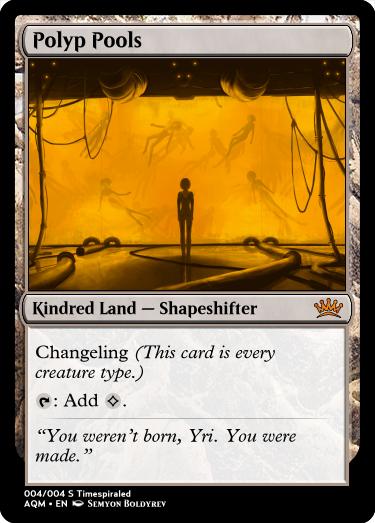 Polyp Pools
Kindred Land — Shapeshifter
Changeling (This card is every
creature type.)
: Add .
“You weren't born, Yri. You were
made.”
004/004 S Timespiraled
AQM • EN Semyon Boldyrev